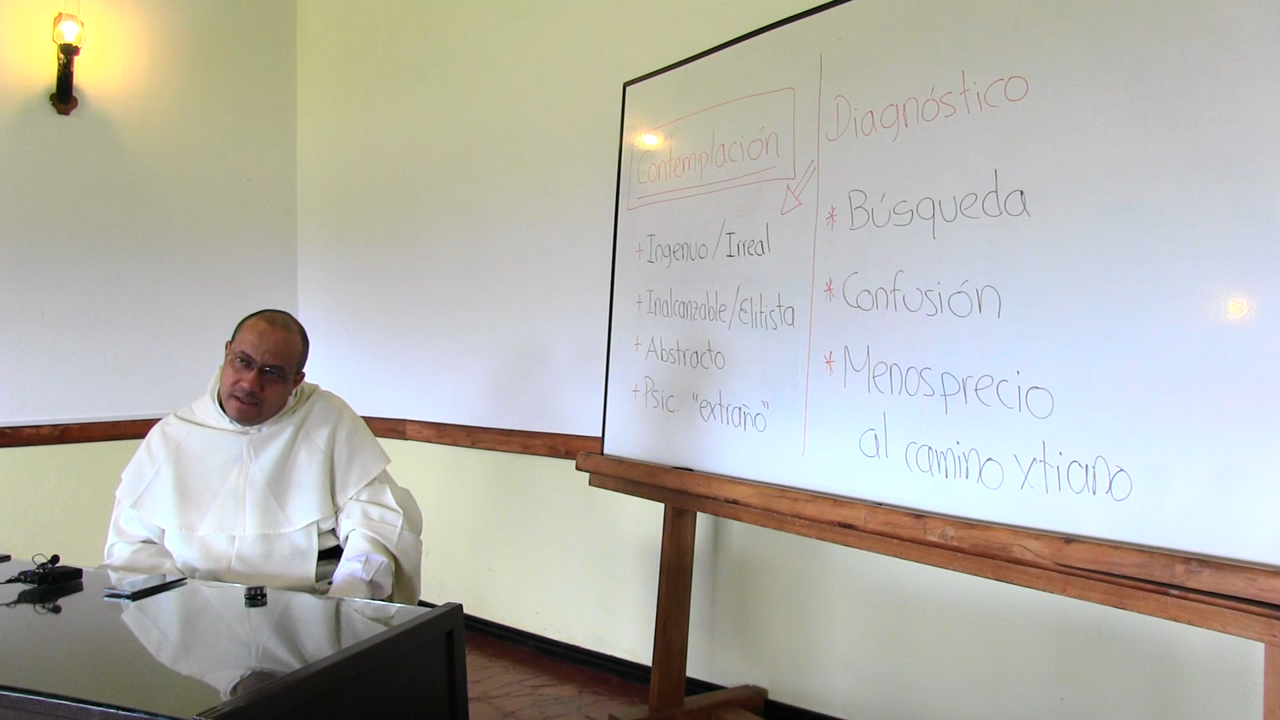 Contemplación
+ Ingenuo/Irreal
+ Inalcanzable/Elitista
+ Abstracto
+ Psic. "extraño"
Diagnóstico
* Búsqueda
* Confusión
* Menosprecio
al camino xtiano